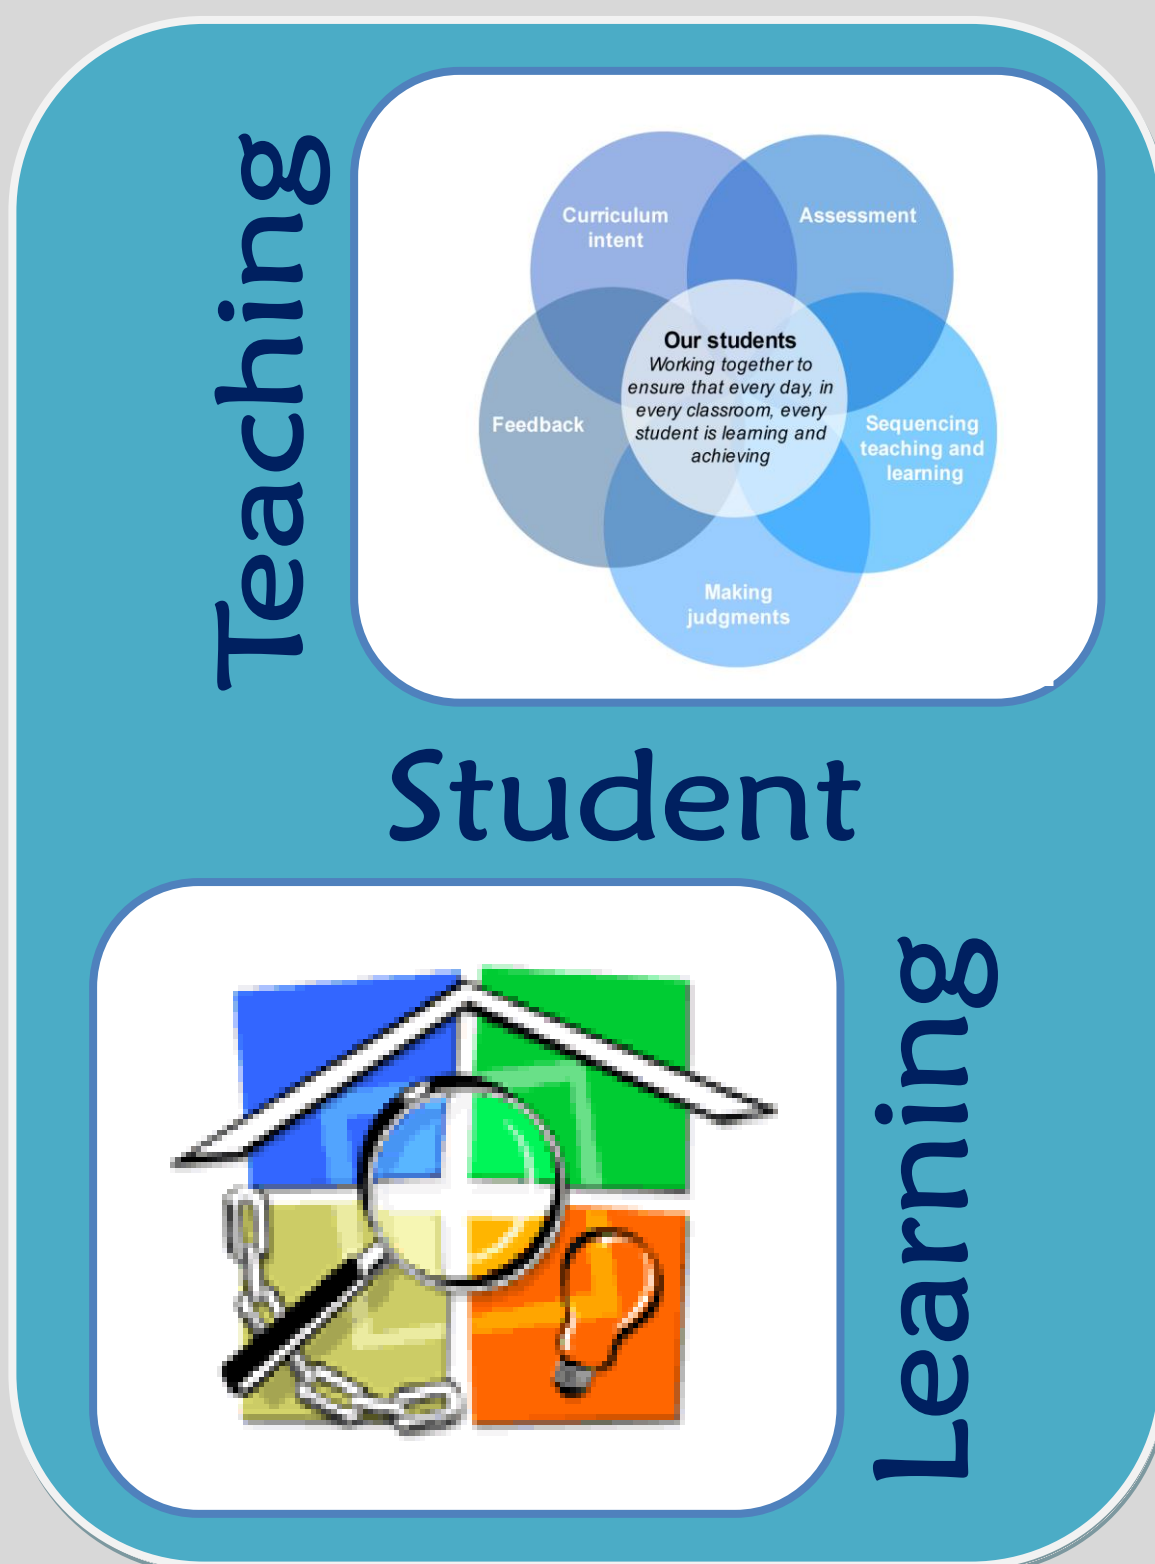 Teaching
Curriculum
intent
Assessment
Our students
Working together to
ensure that every day, in
every classroom, every
student is learning and
achieving
Feedback
Sequencing
teaching and
learning
Making
judgments
Student
Learning